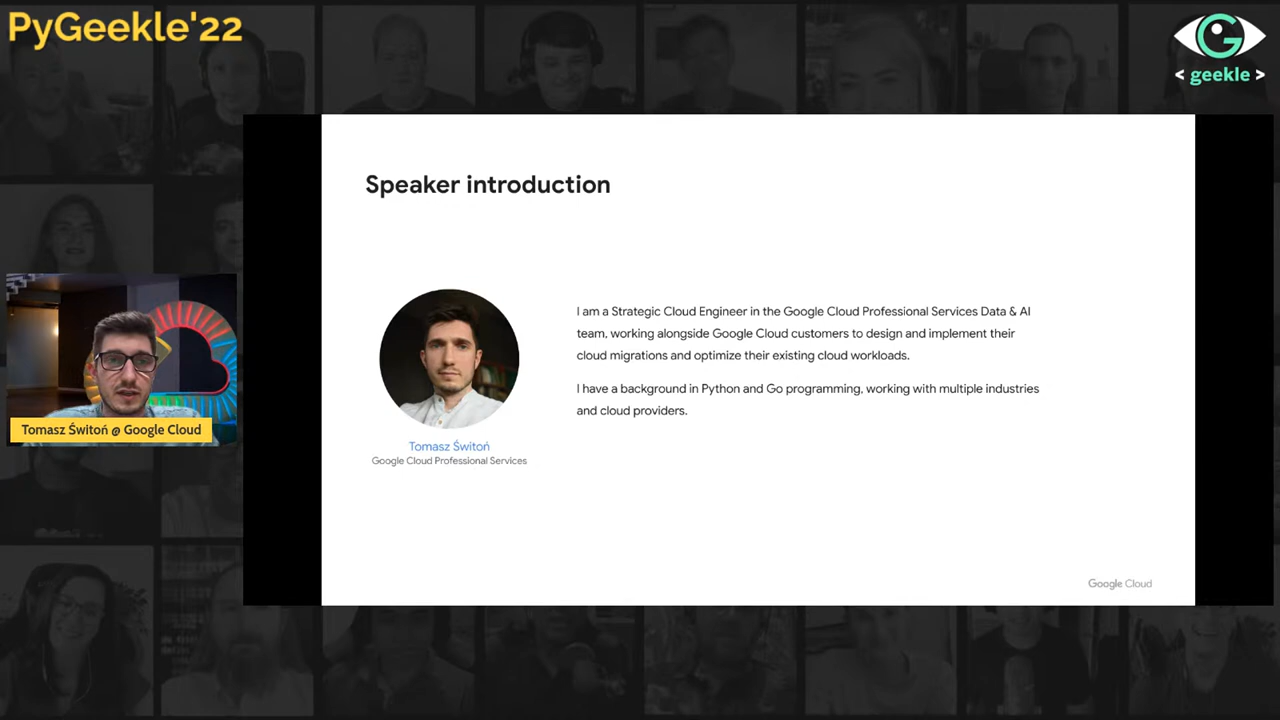 PyGeekle'22
< geekle >
Speaker introduction
I am a Strategic Cloud Engineer in the Google Cloud Professional Services Data & AI
team, working alongside Google Cloud customers to design and implement their
cloud migrations and optimize their existing cloud workloads.
I have a background in Python and Go programming, working with multiple industries
and cloud providers.
Tomasz Świtoń
Google Cloud Professional Services
Tomasz Świtoń @ Google Cloud
Google Cloud